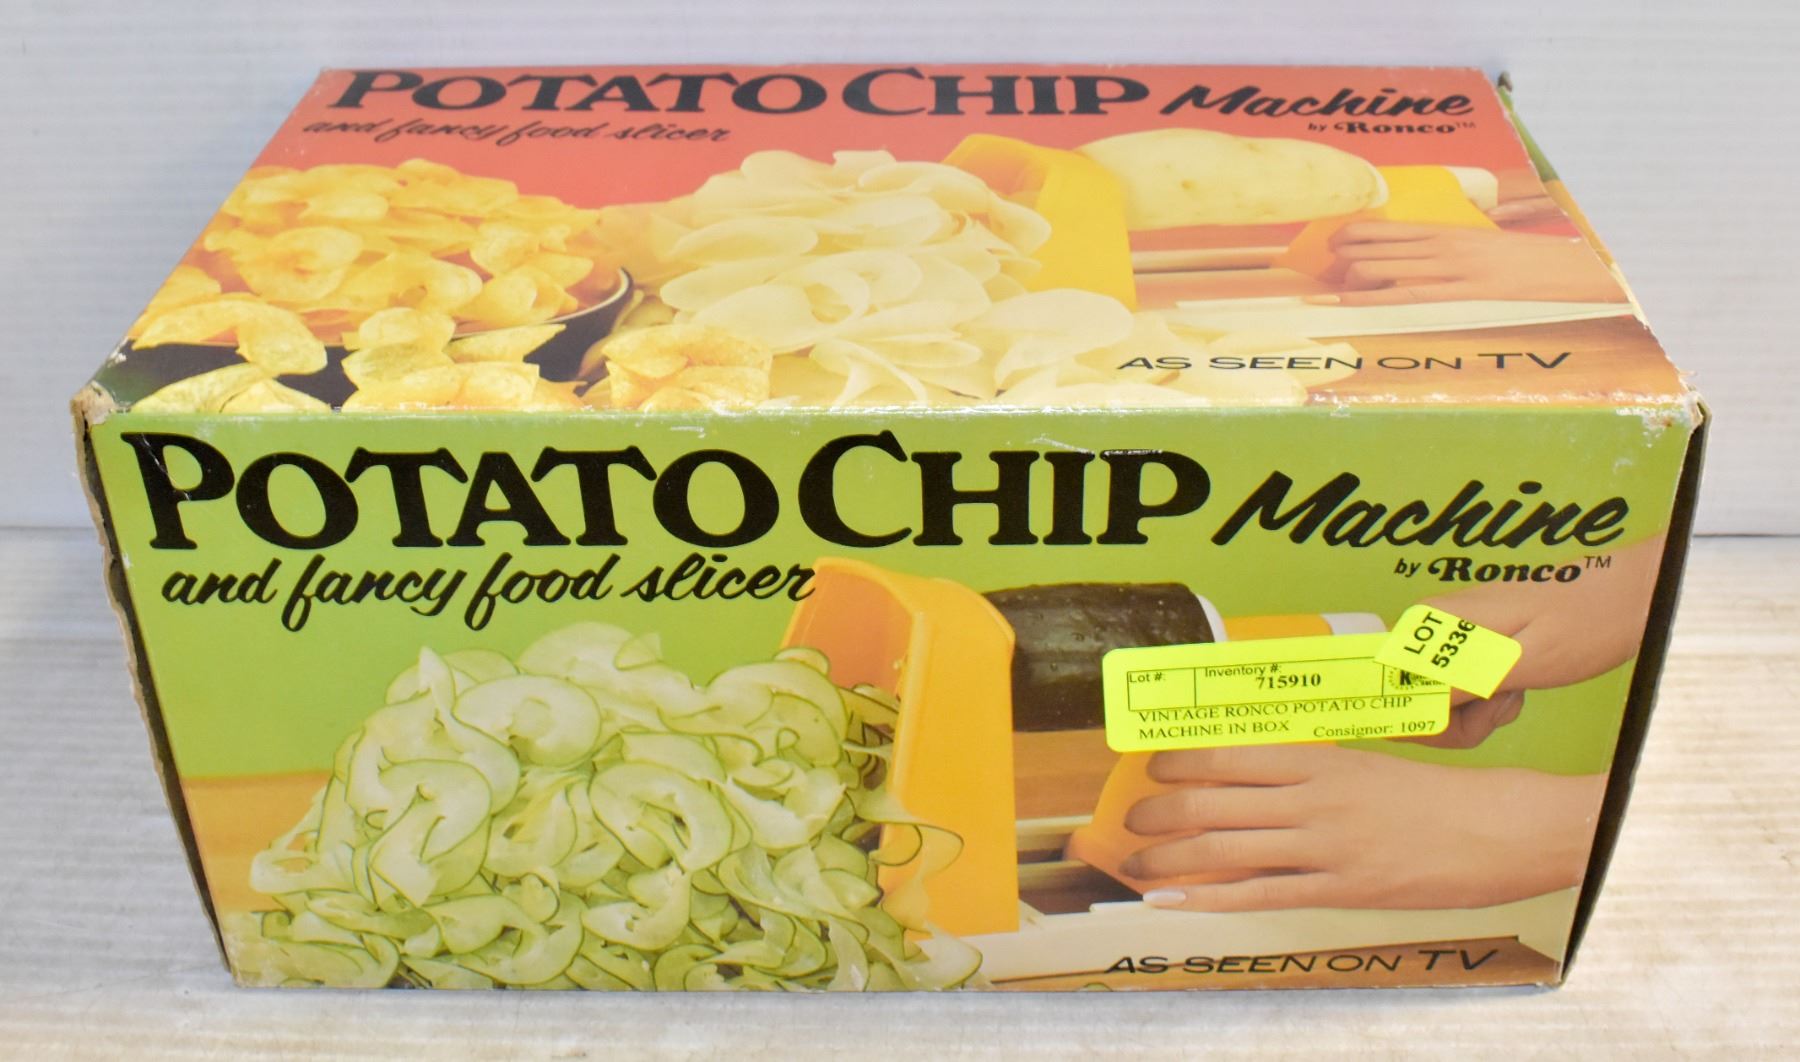 POTATO CHIP Machine
and fancy food slicer
by Ronco™
AS SEEN ON TV
POTATO CHIP Machine
and fancy food slicer
by Ronco™
LOT
5336
Lot #:
Inventory #:
715910
K
VINTAGE RONCO POTATO CHIP
MACHINE IN BOX Consignor: 1097
AS SEEN ON TV